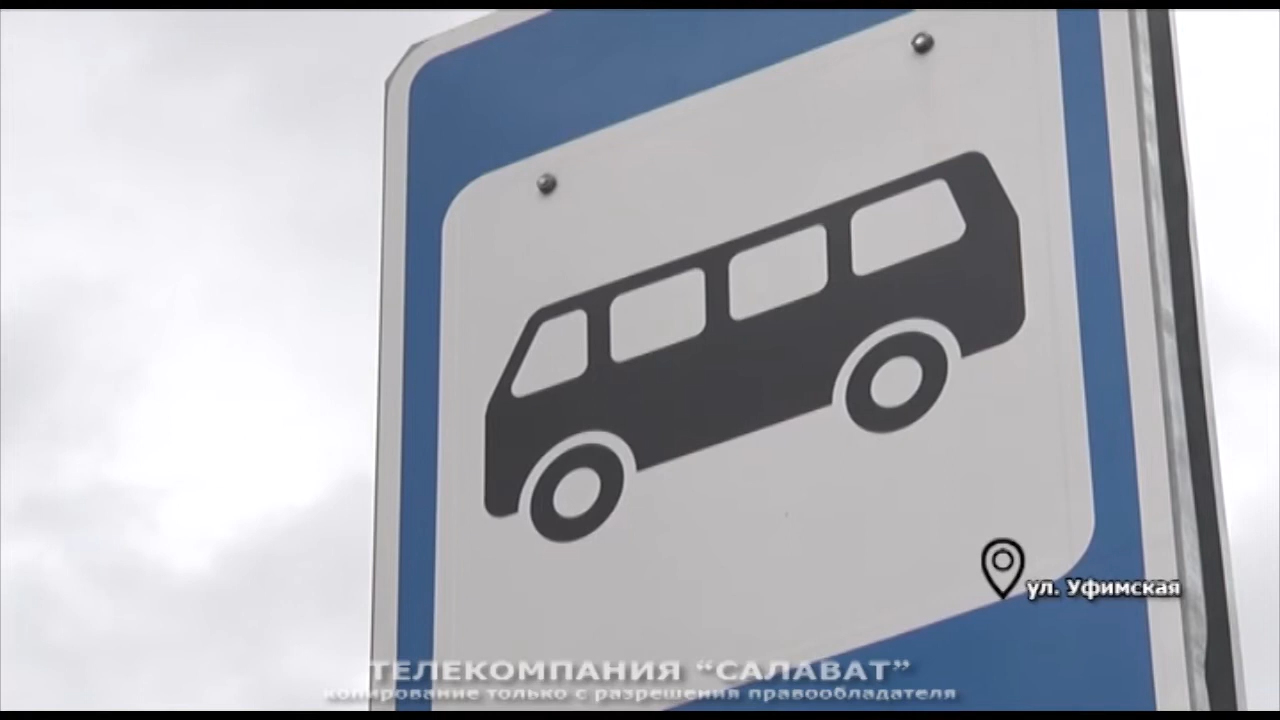 ул. Уфимская
ТЕЛЕКОМПАНИЯ “САЛАВАТ”
копирование только с разрешения правообладателя